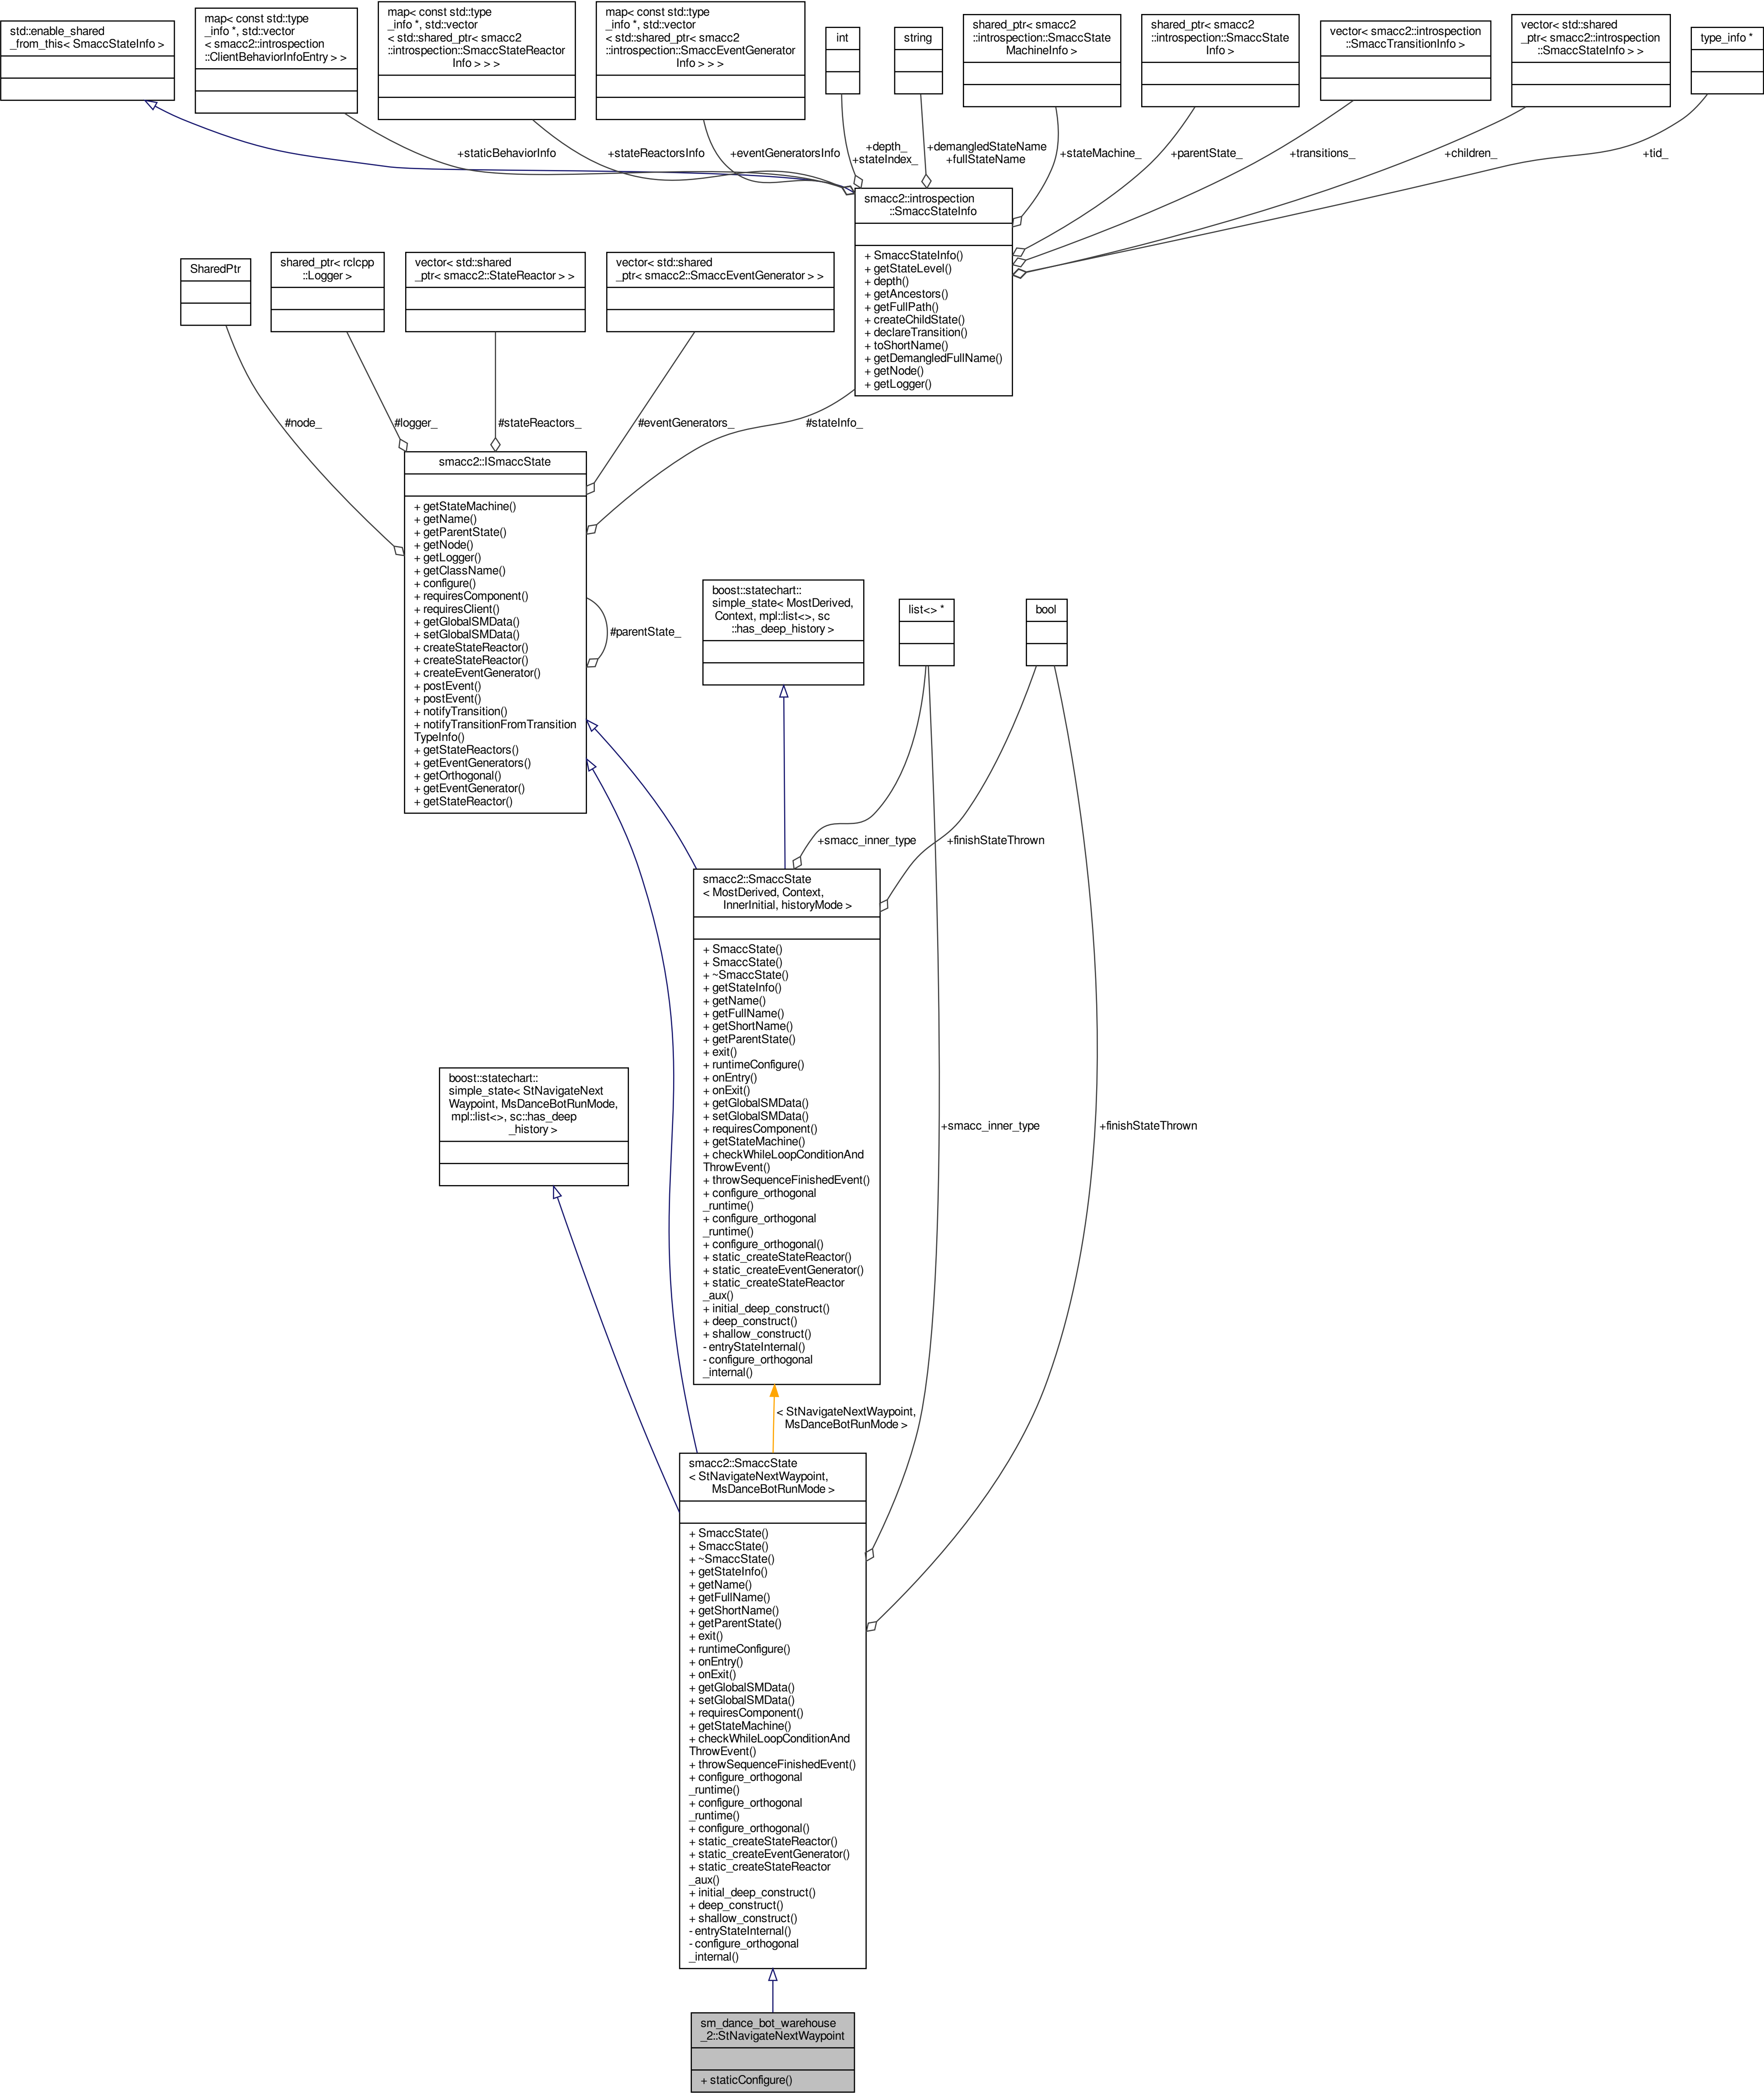 std::enable_shared
_from_this< SmaccStateInfo >
map< const std::type
_info *, std::vector
< smacc2::introspection
::ClientBehaviorInfoEntry > >
map< const std::type
_info *, std::vector
< std::shared_ptr< smacc2
::introspection::SmaccStateReactor
Info > > >
map< const std::type
_info *, std::vector
< std::shared_ptr< smacc2
::introspection::SmaccEventGenerator
Info > > >
int
string
shared_ptr< smacc2
::introspection::SmaccState
MachineInfo >
shared_ptr< smacc2
::introspection::SmaccState
Info >
vector< smacc2::introspection
::SmaccTransitionInfo >
vector< std::shared
_ptr< smacc2::introspection
::SmaccStateInfo > >
type_info *
+staticBehaviorInfo
+stateReactorsInfo
+eventGeneratorsInfo
+depth_
+stateIndex_
+demangledStateName
+fullStateName
+stateMachine_
+parentState_
+transitions_
+children_
+tid_
smacc2::introspection
::SmaccStateInfo
+ SmaccStateInfo()
+ getStateLevel()
+ depth()
+ getAncestors()
+ getFullPath()
+ createChildState()
+ declareTransition()
+ toShortName()
+ getDemangledFullName()
+ getNode()
+ getLogger()
SharedPtr
shared_ptr< rclcpp
::Logger >
vector< std::shared
_ptr< smacc2::StateReactor > >
vector< std::shared
_ptr< smacc2::SmaccEventGenerator > >
#node_
#logger_
#stateReactors_
#eventGenerators_
#stateInfo_
smacc2::ISmaccState
+ getStateMachine()
+ getName()
+ getParentState()
+ getNode()
+ getLogger()
+ getClassName()
+ configure()
+ requiresComponent()
+ requiresClient()
+ getGlobalSMData()
+ setGlobalSMData()
+ createStateReactor()
+ createStateReactor()
+ createEventGenerator()
+ postEvent()
+ postEvent()
+ notifyTransition()
+ notifyTransitionFromTransition
TypeInfo()
+ getStateReactors()
+ getEventGenerators()
+ getOrthogonal()
+ getEventGenerator()
+ getStateReactor()
#parentState_
boost::statechart::
simple_state< MostDerived,
Context, mpl::list<>, sc
::has_deep_history >
list<> *
bool
+smacc_inner_type
+finishStateThrown
smacc2::SmaccState
< MostDerived, Context,
InnerInitial, historyMode >
+ SmaccState()
+ SmaccState()
+ ~SmaccState()
+ getStateInfo()
+ getName()
+ getFullName()
+ getShortName()
+ getParentState()
+ exit()
+ runtimeConfigure()
+ onEntry()
+ onExit()
+ getGlobalSMData()
+ setGlobalSMData()
+ requiresComponent()
+ getStateMachine()
+ checkWhileLoopConditionAnd
ThrowEvent()
+ throwSequenceFinishedEvent()
+ configure_orthogonal
_runtime()
+ configure_orthogonal
_runtime()
+ configure_orthogonal()
+ static_createStateReactor()
+ static_createEventGenerator()
+ static_createStateReactor
_aux()
+ initial_deep_construct()
+ deep_construct()
+ shallow_construct()
- entryStateInternal()
- configure_orthogonal
_internal()
boost::statechart::
simple_state< StNavigateNext
Waypoint, MsDanceBotRunMode,
mpl::list<>, sc::has_deep
_history >
+smacc_inner_type
+finishStateThrown
< StNavigateNextWaypoint,
MsDanceBotRunMode >
smacc2::SmaccState
< StNavigateNextWaypoint,
MsDanceBotRunMode >
+ SmaccState()
+ SmaccState()
+ ~SmaccState()
+ getStateInfo()
+ getName()
+ getFullName()
+ getShortName()
+ getParentState()
+ exit()
+ runtimeConfigure()
+ onEntry()
+ onExit()
+ getGlobalSMData()
+ setGlobalSMData()
+ requiresComponent()
+ getStateMachine()
+ checkWhileLoopConditionAnd
ThrowEvent()
+ throwSequenceFinishedEvent()
+ configure_orthogonal
_runtime()
+ configure_orthogonal
_runtime()
+ configure_orthogonal()
+ static_createStateReactor()
+ static_createEventGenerator()
+ static_createStateReactor
_aux()
+ initial_deep_construct()
+ deep_construct()
+ shallow_construct()
- entryStateInternal()
- configure_orthogonal
_internal()
sm_dance_bot_warehouse
_2::StNavigateNextWaypoint
+ staticConfigure()